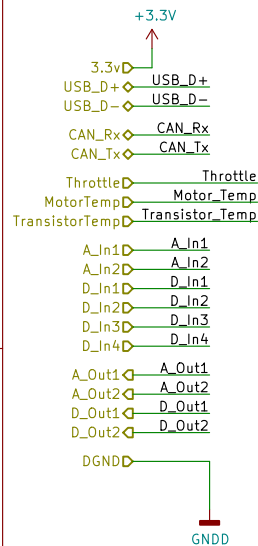 +3.3V
3.3v
USB_D+ USB_D+
USB_D- USB_D-
CAN_Rx CAN_Rx
CAN_Tx CAN_Tx
Throttle Throttle
MotorTemp Motor_Temp
TransistorTemp Transistor_Temp
A_In1 A_In1
A_In2 A_In2
D_In1 D_In1
D_In2 D_In2
D_In3 D_In3
D_In4 D_In4
A_Out1 A_Out1
A_Out2 A_Out2
D_Out1 D_Out1
D_Out2 D_Out2
DGND
GNDD